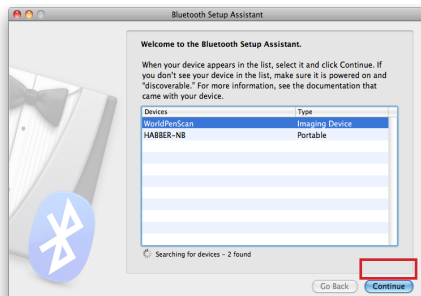 Bluetooth Setup Assistant
Welcome to the Bluetooth Setup Assistant.
When your device appears in the list, select it and click Continue. If
you don't see your device in the list, make sure it is powered on and
"discoverable." For more information, see the documentation that
came with your device.
Devices Type
WorldPenScan Imaging Device
HABBER-NB Portable
Searching for devices – 2 found
Go Back Continue